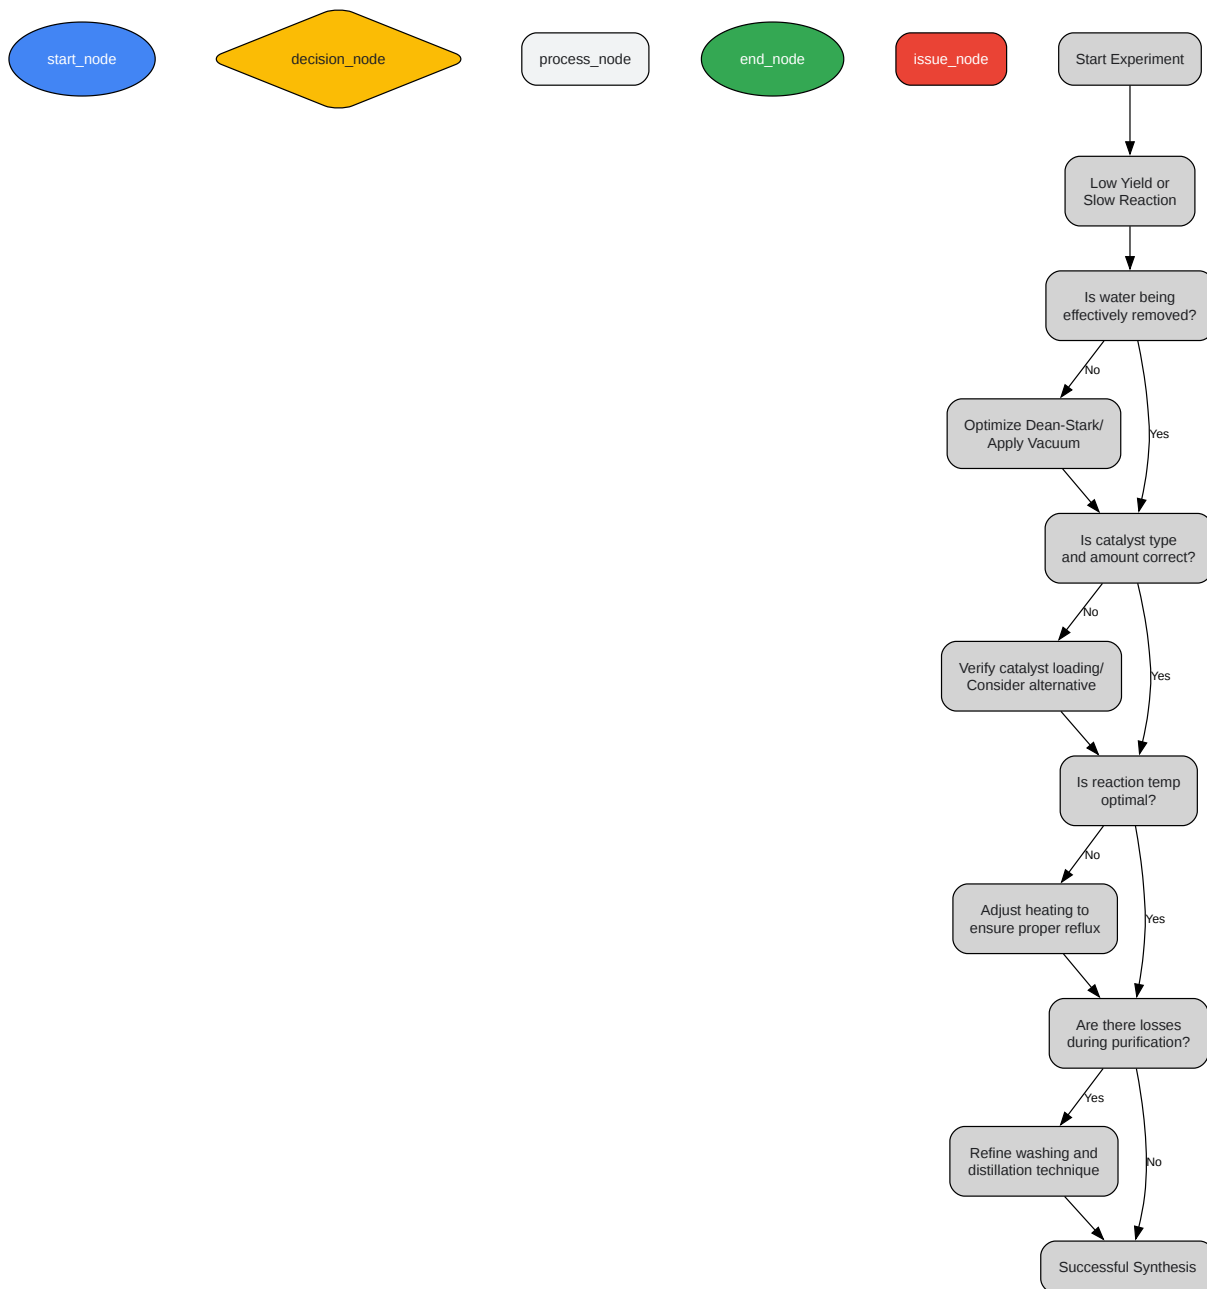 start_node
decision_node
process_node
end_node
issue_node
Start Experiment
Low Yield or
Slow Reaction
Is water being
effectively removed?
No
Optimize Dean-Stark/
Apply Vacuum
Yes
Is catalyst type
and amount correct?
No
Verify catalyst loading/
Consider alternative
Yes
Is reaction temp
optimal?
No
Adjust heating to
ensure proper reflux
Yes
Are there losses
during purification?
Yes
Refine washing and
distillation technique
No
Successful Synthesis